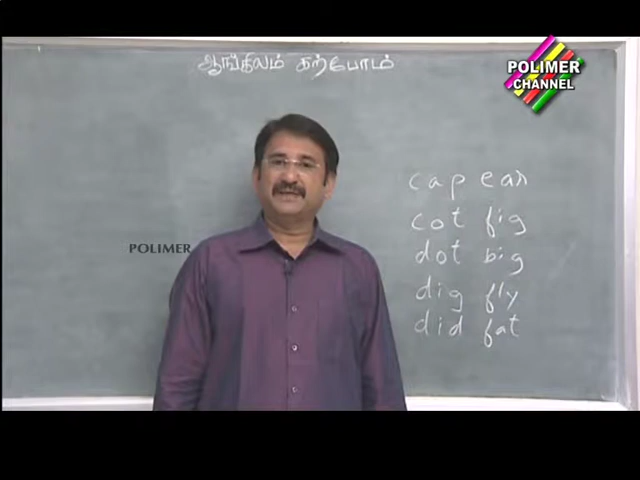 ஆங்கிலம் கற்போம்
POLIMER
CHANNEL
cap ear
cot fig
POLIMER
dot big
dig fly
did fat